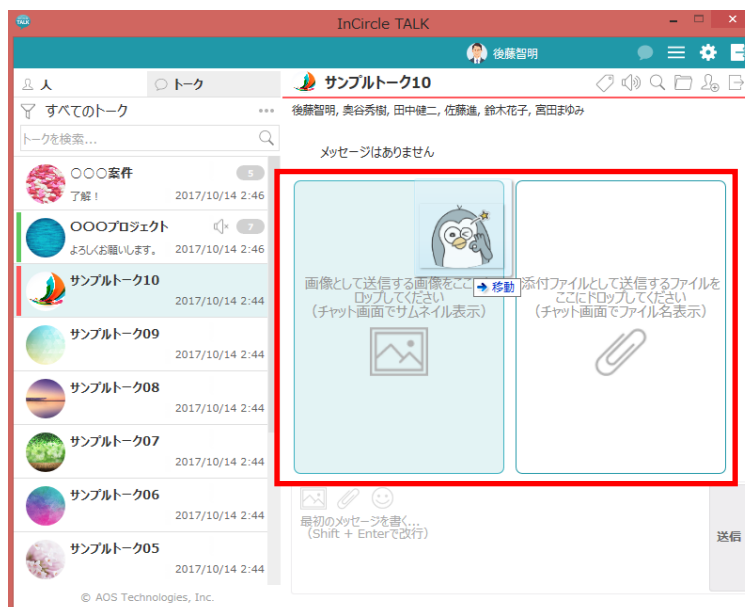 InCircle TALK
後藤智明
人
トーク
すべてのトーク
トークを検索...
〇〇〇案件
5
了解！
2017/10/14 2:46
〇〇〇プロジェクト
7
よろしくお願いします。
2017/10/14 2:46
サンプルトーク10
2017/10/14 2:44
サンプルトーク09
2017/10/14 2:44
サンプルトーク08
2017/10/14 2:44
サンプルトーク07
2017/10/14 2:44
サンプルトーク06
2017/10/14 2:44
サンプルトーク05
2017/10/14 2:44
© AOS Technologies, Inc.
サンプルトーク10
後藤智明, 奥谷秀樹, 田中健二, 佐藤進, 鈴木花子, 宮田まゆみ
メッセージはありません
画像として送信する画像をここ
ロップしてください
（チャット画面でサムネイル表示）
移動
添付ファイルとして送信するファイルを
ここにドロップしてください
（チャット画面でファイル名表示）
最初のメッセージを書く...
（Shift + Enterで改行）
送信